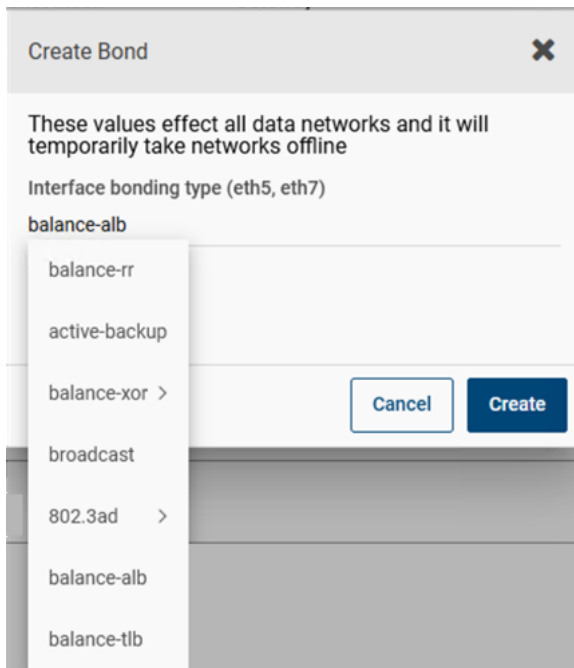 Create Bond
These values effect all data networks and it will
temporarily take networks offline
Interface bonding type (eth5, eth7)
balance-alb
balance-rr
active-backup
balance-xor >
Cancel
Create
broadcast
802.3ad >
balance-alb
balance-tlb